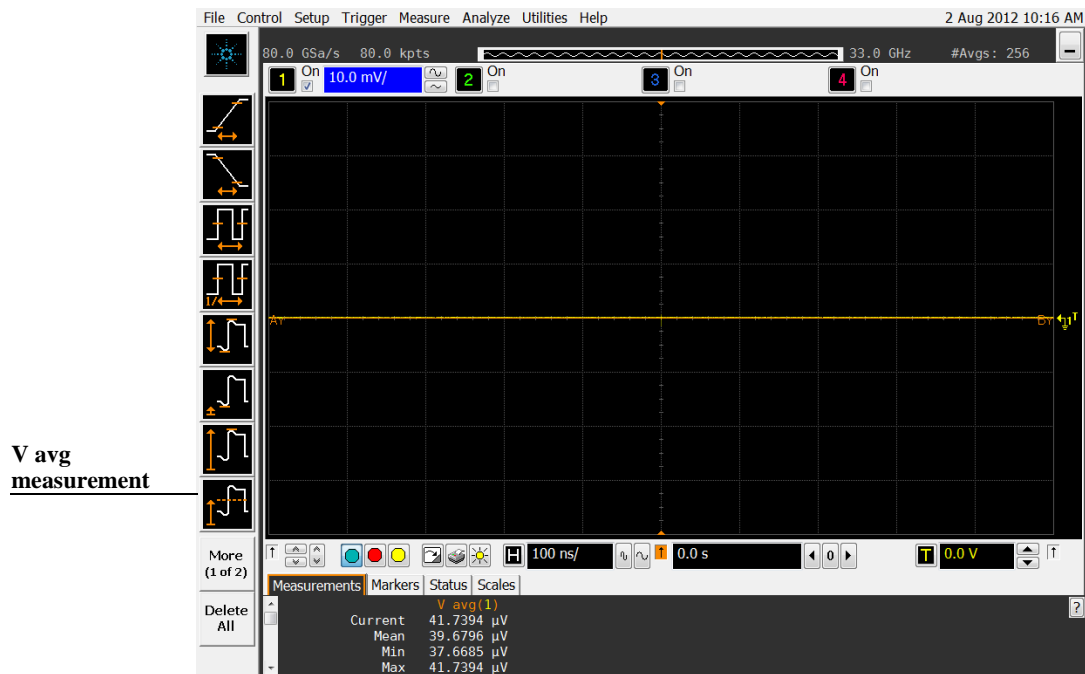 File Control Setup Trigger Measure Analyze Utilities Help 2 Aug 2012 10:16 AM
80.0 GSa/s 80.0 kpts 33.0 GHz #Avgs: 256
1 On 10.0 mV/ 2 On 3 On 4 On
1/
V avg
measurement
More
(1 of 2)
Delete
All
H 100 ns/ T 0.0 s 0 T 0.0 V
Measurements Markers Status Scales
V avg(1)
Current 41.7394 µV
Mean 39.6796 µV
Min 37.6685 µV
Max 41.7394 µV
?